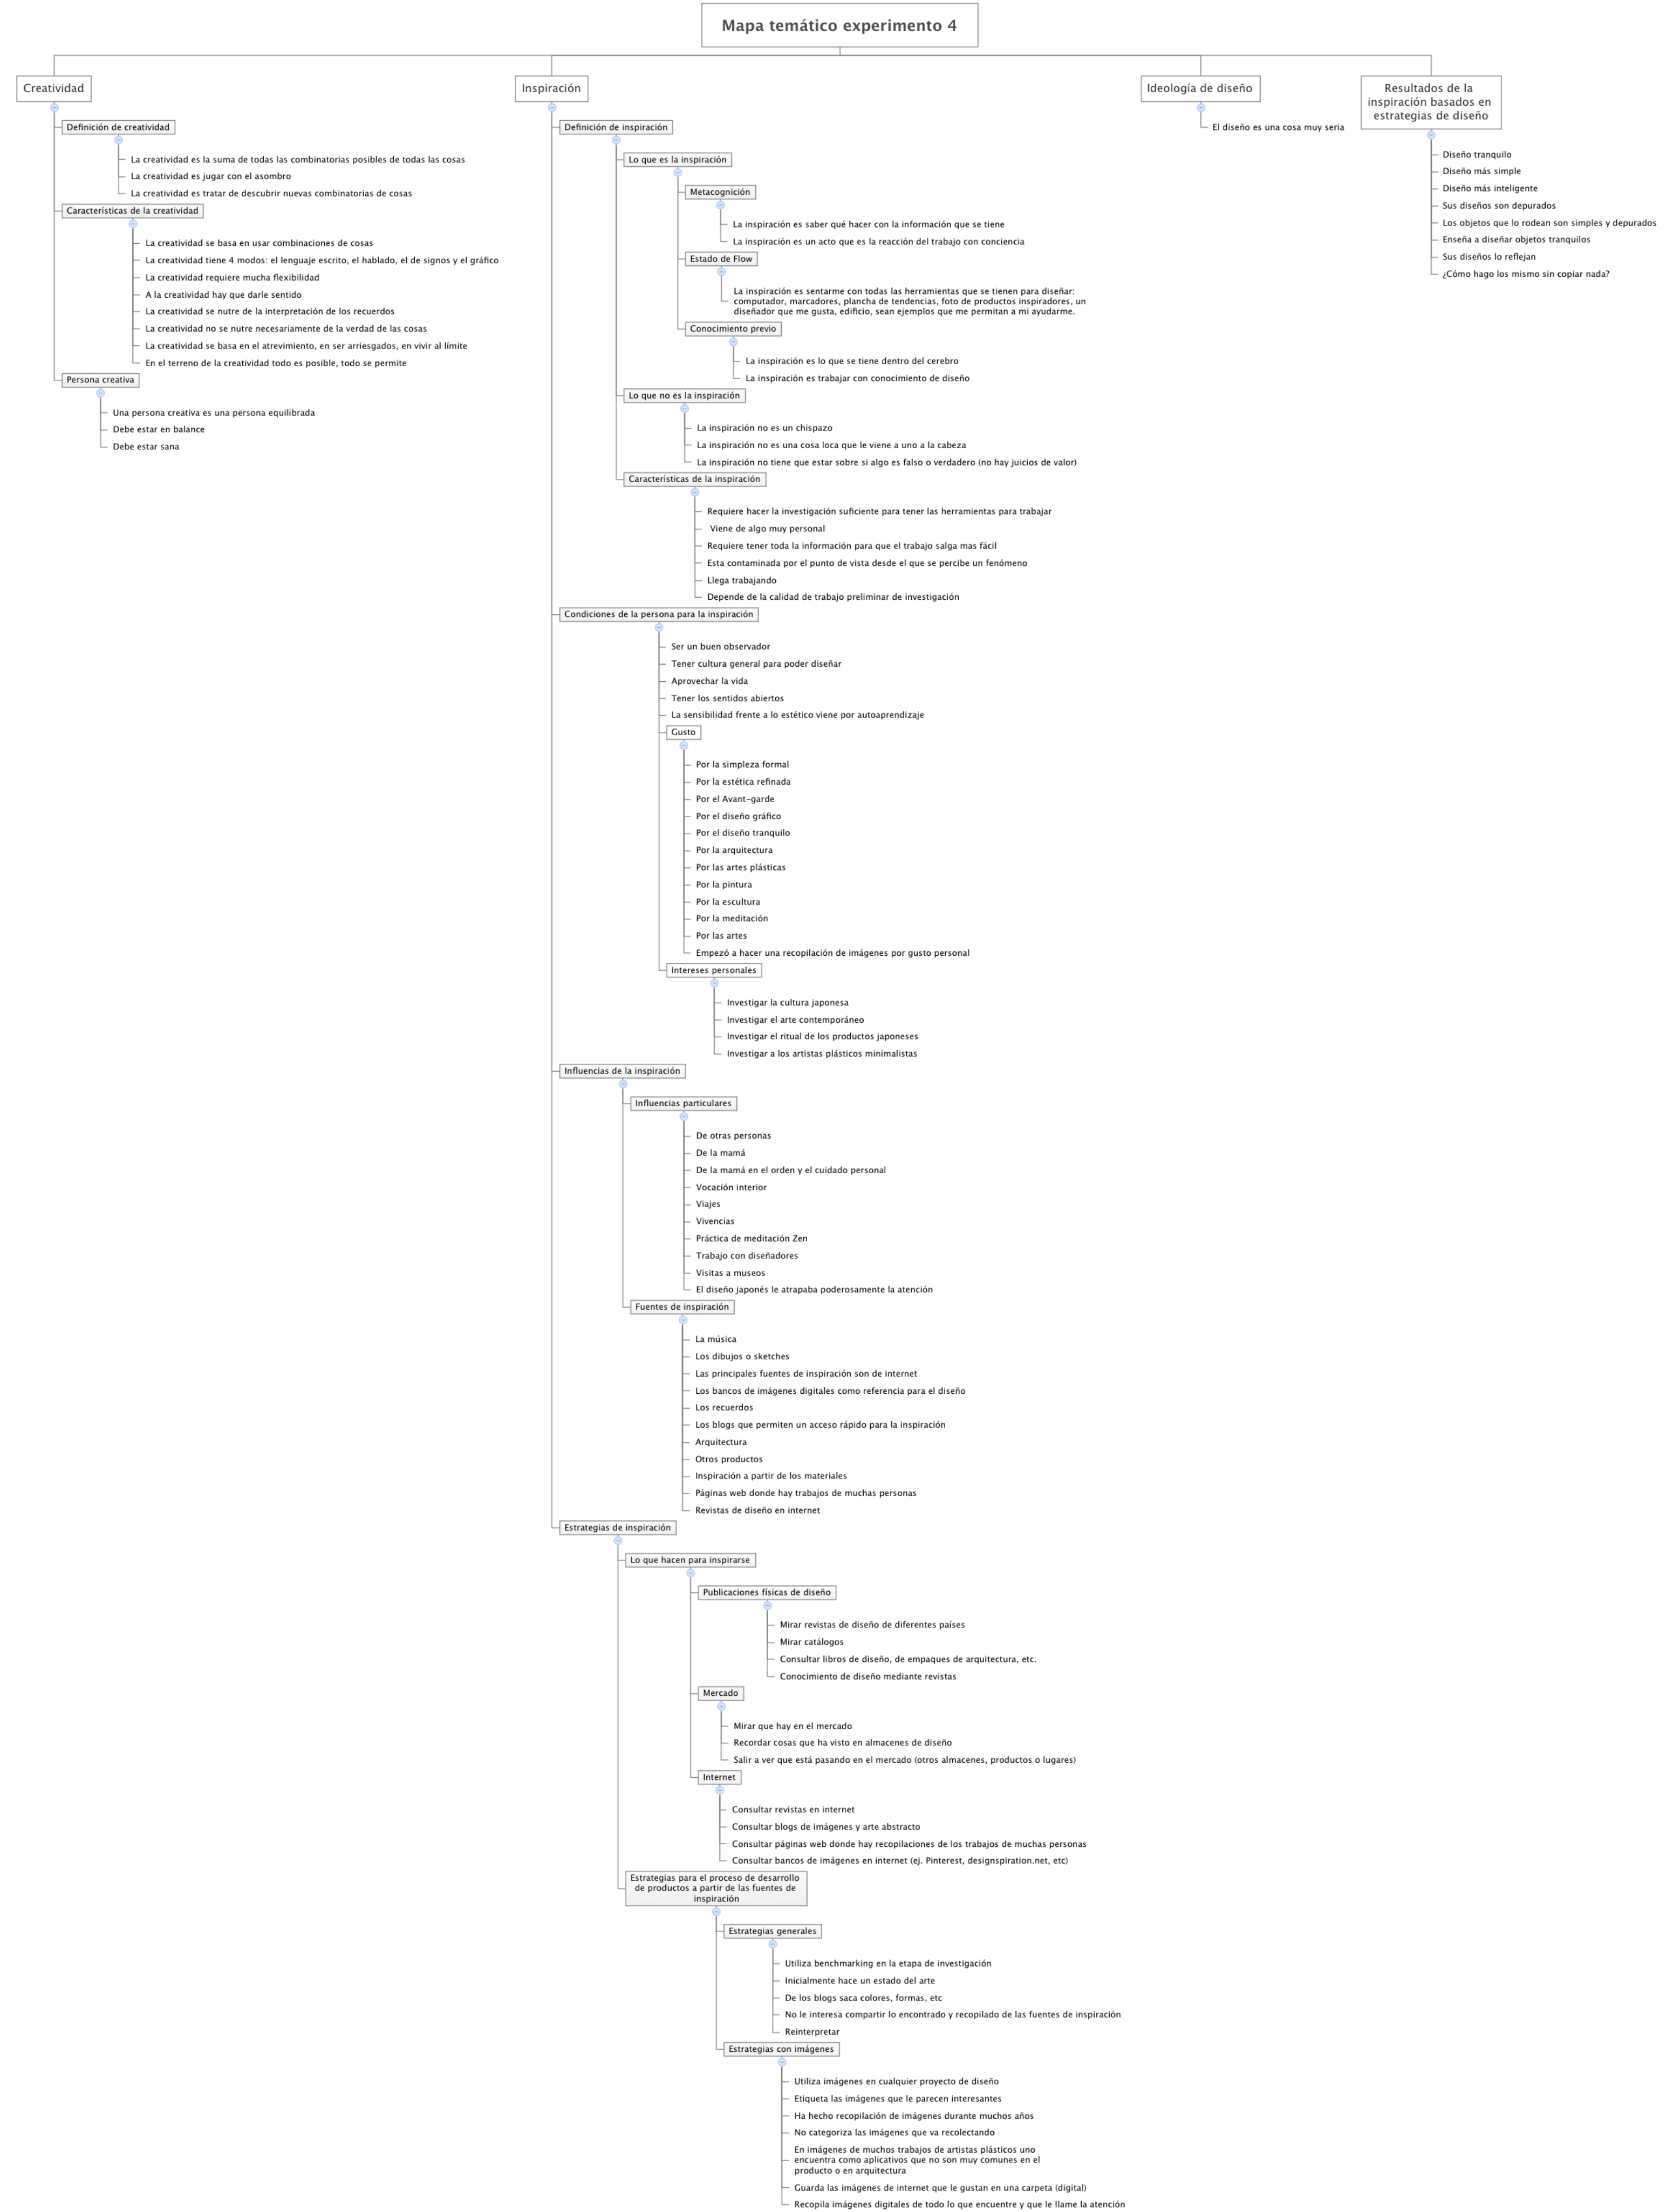 Mapa temático experimento 4
Creatividad
Definición de creatividad
La creatividad es la suma de todas las combinatorias posibles de todas las cosas
La creatividad es jugar con el asombro
La creatividad es tratar de descubrir nuevas combinatorias de cosas
Características de la creatividad
La creatividad se basa en usar combinaciones de cosas
La creatividad tiene 4 modos: el lenguaje escrito, el hablado, el de signos y el gráfico
La creatividad requiere mucha flexibilidad
A la creatividad hay que darle sentido
La creatividad se nutre de la interpretación de los recuerdos
La creatividad no se nutre necesariamente de la verdad de las cosas
La creatividad se basa en el atrevimiento, en ser arriesgados, en vivir al límite
En el terreno de la creatividad todo es posible, todo se permite
Persona creativa
Una persona creativa es una persona equilibrada
Debe estar en balance
Debe estar sana
Inspiración
Definición de inspiración
Lo que es la inspiración
Metacognición
La inspiración es saber qué hacer con la información que se tiene
La inspiración es un acto que es la reacción del trabajo con conciencia
Estado de Flow
La inspiración es sentarme con todas las herramientas que se tienen para diseñar:
computador, marcadores, plancha de tendencias, foto de productos inspiradores, un
diseñador que me gusta, edificio, sean ejemplos que me permitan a mi ayudarme.
Conocimiento previo
La inspiración es lo que se tiene dentro del cerebro
La inspiración es trabajar con conocimiento de diseño
Lo que no es la inspiración
La inspiración no es un chispazo
La inspiración no es una cosa loca que le viene a uno a la cabeza
La inspiración no tiene que estar sobre si algo es falso o verdadero (no hay juicios de valor)
Características de la inspiración
Requiere hacer la investigación suficiente para tener las herramientas para trabajar
Viene de algo muy personal
Requiere tener toda la información para que el trabajo salga mas fácil
Esta contaminada por el punto de vista desde el que se percibe un fenómeno
Llega trabajando
Depende de la calidad de trabajo preliminar de investigación
Condiciones de la persona para la inspiración
Ser un buen observador
Tener cultura general para poder diseñar
Aprovechar la vida
Tener los sentidos abiertos
La sensibilidad frente a lo estético viene por autoaprendizaje
Gusto
Por la simpleza formal
Por la estética refinada
Por el Avant-garde
Por el diseño gráfico
Por el diseño tranquilo
Por la arquitectura
Por las artes plásticas
Por la pintura
Por la escultura
Por la meditación
Por las artes
Empezó a hacer una recopilación de imágenes por gusto personal
Intereses personales
Investigar la cultura japonesa
Investigar el arte contemporáneo
Investigar el ritual de los productos japoneses
Investigar a los artistas plásticos minimalistas
Influencias de la inspiración
Influencias particulares
De otras personas
De la mamá
De la mamá en el orden y el cuidado personal
Vocación interior
Viajes
Vivencias
Práctica de meditación Zen
Trabajo con diseñadores
Visitas a museos
El diseño japonés le atrapaba poderosamente la atención
Fuentes de inspiración
La música
Los dibujos o sketches
Las principales fuentes de inspiración son de internet
Los bancos de imágenes digitales como referencia para el diseño
Los recuerdos
Los blogs que permiten un acceso rápido para la inspiración
Arquitectura
Otros productos
Inspiración a partir de los materiales
Páginas web donde hay trabajos de muchas personas
Revistas de diseño en internet
Estrategias de inspiración
Lo que hacen para inspirarse
Publicaciones físicas de diseño
Mirar revistas de diseño de diferentes países
Mirar catálogos
Consultar libros de diseño, de empaques de arquitectura, etc.
Conocimiento de diseño mediante revistas
Mercado
Mirar que hay en el mercado
Recordar cosas que ha visto en almacenes de diseño
Salir a ver que está pasando en el mercado (otros almacenes, productos o lugares)
Internet
Consultar revistas en internet
Consultar blogs de imágenes y arte abstracto
Consultar páginas web donde hay recopilaciones de los trabajos de muchas personas
Consultar bancos de imágenes en internet (ej. Pinterest, designspiration.net, etc)
Estrategias para el proceso de desarrollo
de productos a partir de las fuentes de
inspiración
Estrategias generales
Utiliza benchmarking en la etapa de investigación
Inicialmente hace un estado del arte
De los blogs saca colores, formas, etc
No le interesa compartir lo encontrado y recopilado de las fuentes de inspiración
Reinterpretar
Estrategias con imágenes
Utiliza imágenes en cualquier proyecto de diseño
Etiqueta las imágenes que le parecen interesantes
Ha hecho recopilación de imágenes durante muchos años
No categoriza las imágenes que va recolectando
En imágenes de muchos trabajos de artistas plásticos uno
encuentra como aplicativos que no son muy comunes en el
producto o en arquitectura
Guarda las imágenes de internet que le gustan en una carpeta (digital)
Recopila imágenes digitales de todo lo que encuentre y que le llame la atención
Ideología de diseño
El diseño es una cosa muy seria
Resultados de la
inspiración basados en
estrategias de diseño
Diseño tranquilo
Diseño más simple
Diseño más inteligente
Sus diseños son depurados
Los objetos que lo rodean son simples y depurados
Enseña a diseñar objetos tranquilos
Sus diseños lo reflejan
¿Cómo hago los mismo sin copiar nada?